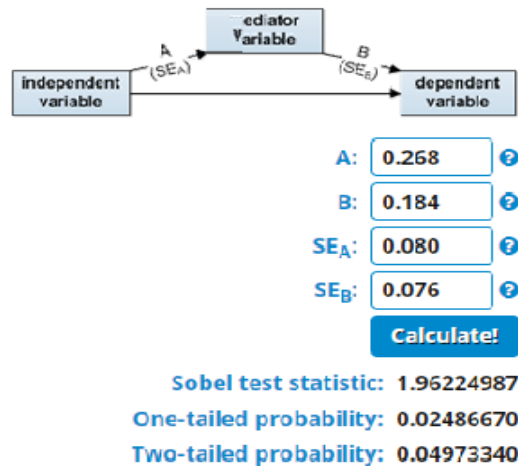 ediator
Variable
A
(SEA)
B
(SEB)
independent
variable
dependent
variable
A: 0.268
B: 0.184
SEA: 0.080
SEB: 0.076
Calculate!
Sobel test statistic: 1.96224987
One-tailed probability: 0.02486670
Two-tailed probability: 0.04973340